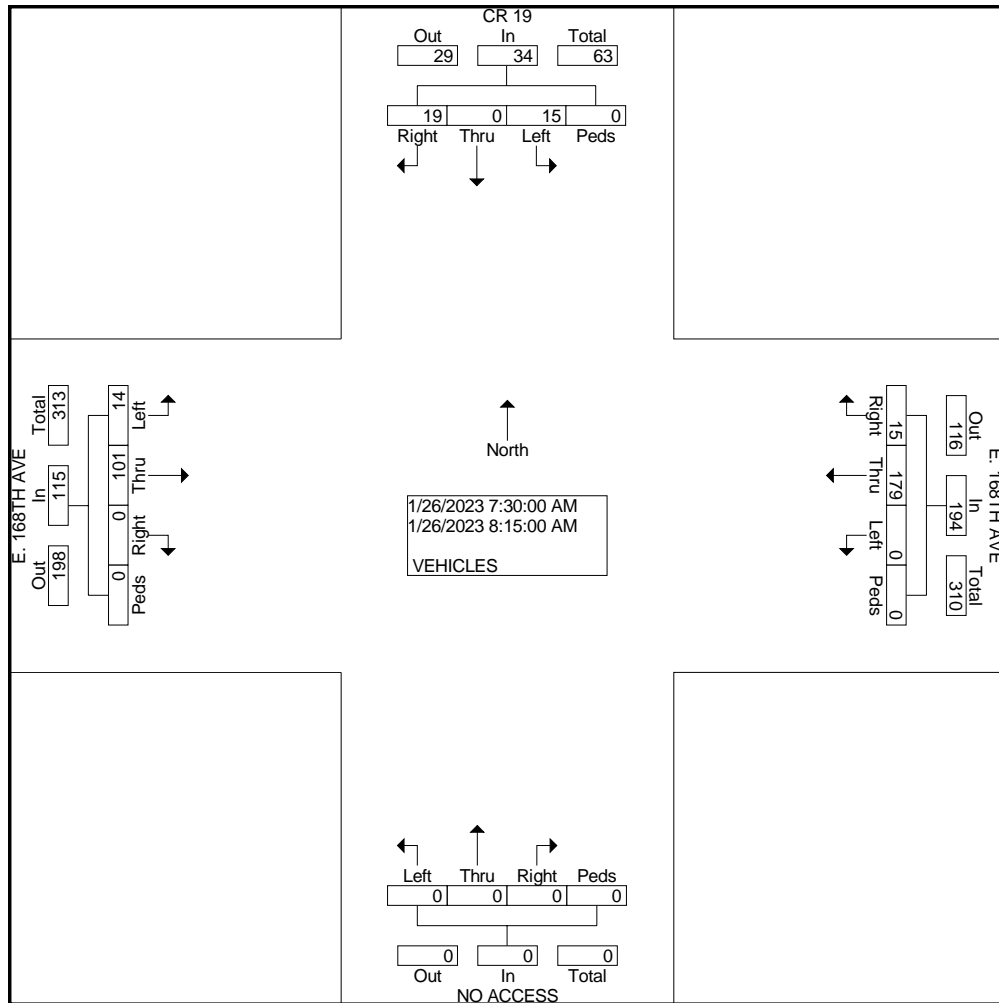 CR 19
Out In Total
29 34 63
19 0 15 0
Right Thru Left Peds
E. 168TH AVE
Total In Out
313 115 198
14 101 0 0
Left Thru Right Peds
North
1/26/2023 7:30:00 AM
1/26/2023 8:15:00 AM
VEHICLES
Right Thru Left Peds
15 179 0 0
Out In Total
116 194 310
E. 168TH AVE
Left Thru Right Peds
0 0 0 0
0 0 0
Out In Total
NO ACCESS